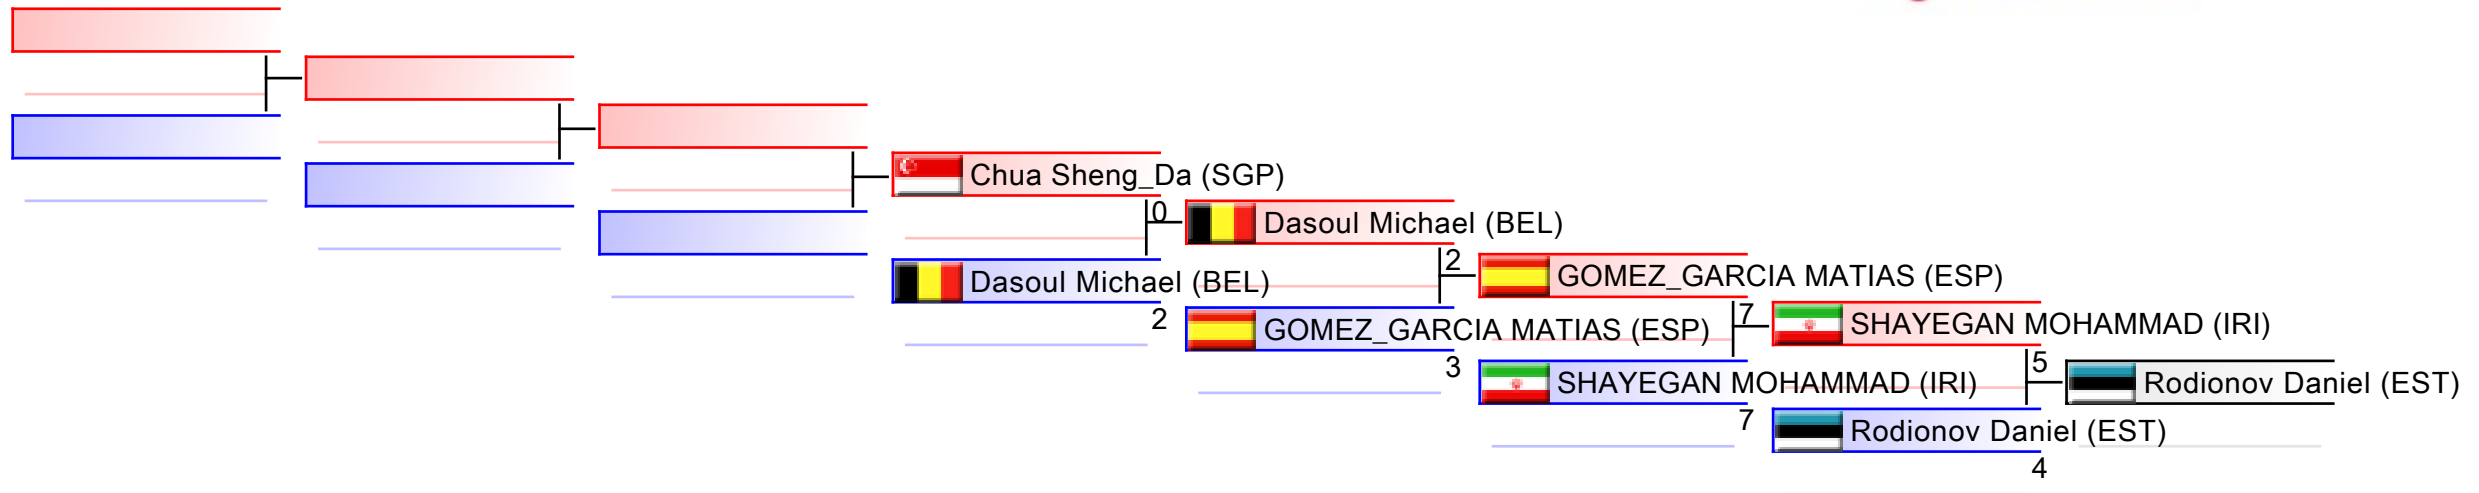 Chua Sheng_Da (SGP)
0
Dasoul Michael (BEL)
Dasoul Michael (BEL)
2
2
GOMEZ_GARCIA MATIAS (ESP)
GOMEZ_GARCIA MATIAS (ESP)
3
7
SHAYEGAN MOHAMMAD (IRI)
SHAYEGAN MOHAMMAD (IRI)
7
5
Rodionov Daniel (EST)
Rodionov Daniel (EST)
4